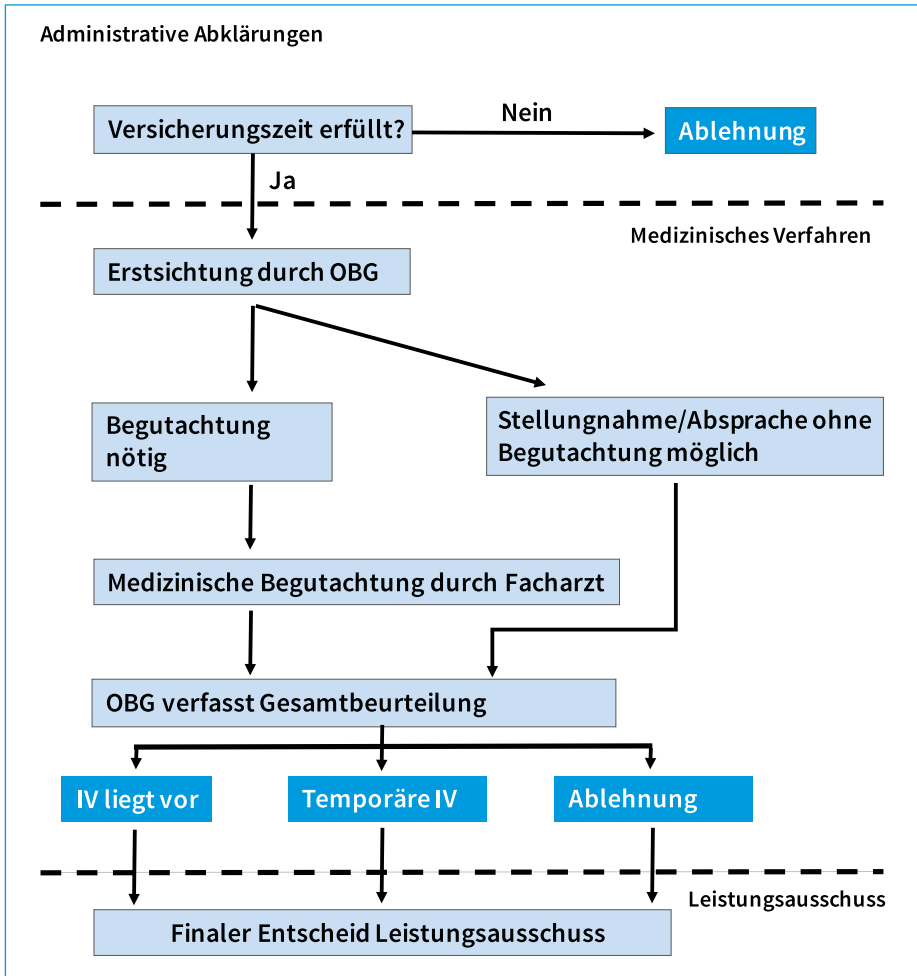 Administrative Abklärungen
Versicherungszeit erfüllt?
Nein
Ablehnung
Ja
Medizinisches Verfahren
Erstsichtung durch OBG
Begutachtung
nötig
Stellungnahme/Absprache ohne
Begutachtung möglich
Medizinische Begutachtung durch Facharzt
OBG verfasst Gesamtbeurteilung
IV liegt vor
Temporäre IV
Ablehnung
Leistungsausschuss
Finaler Entscheid Leistungsausschuss